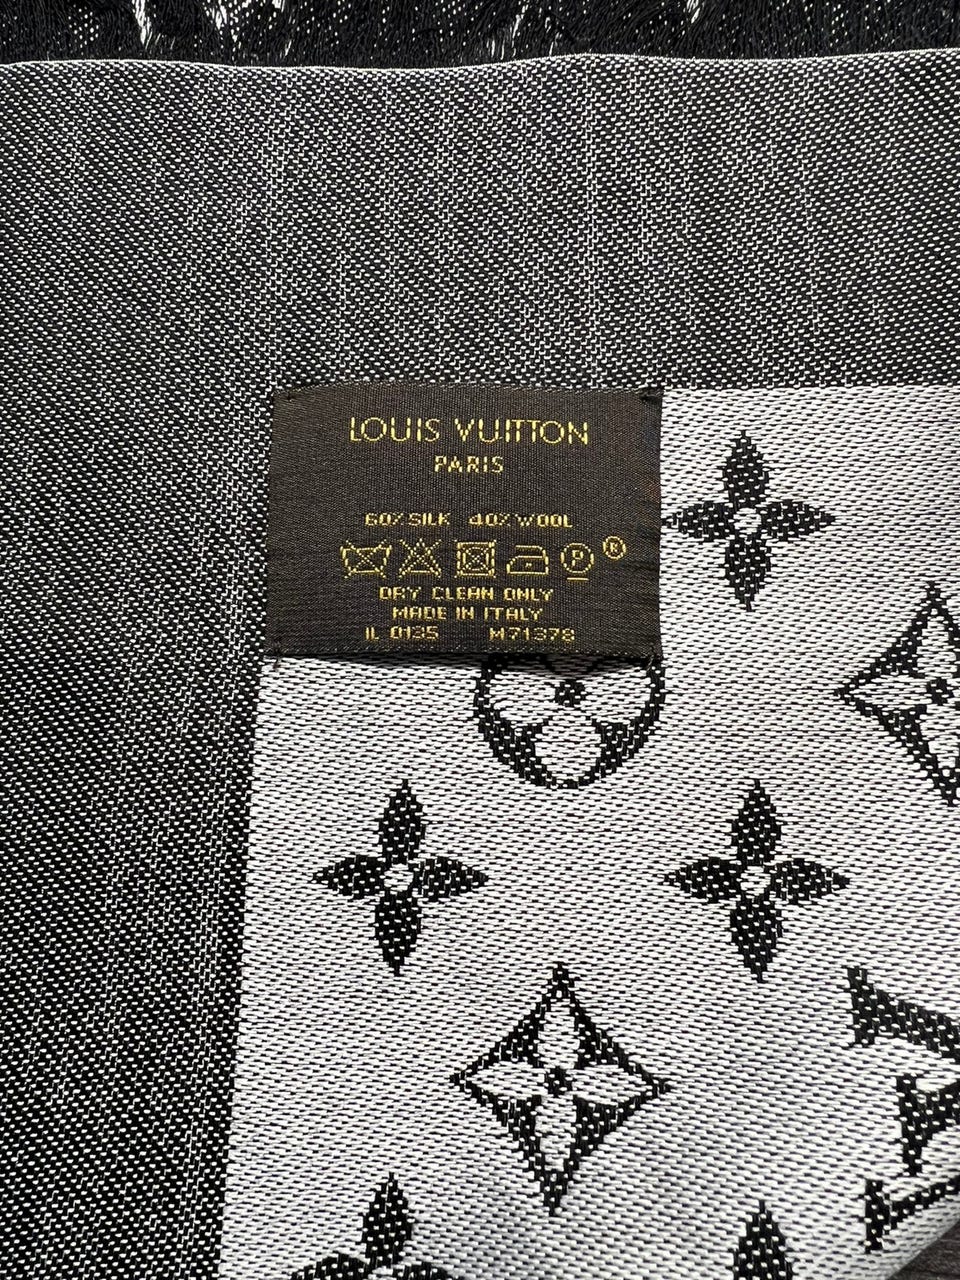 LOUIS VUITTON
PARIS
60% SILK 40% WOOL
P ®
DRY CLEAN ONLY
MADE IN ITALY
IL 0135 M71378